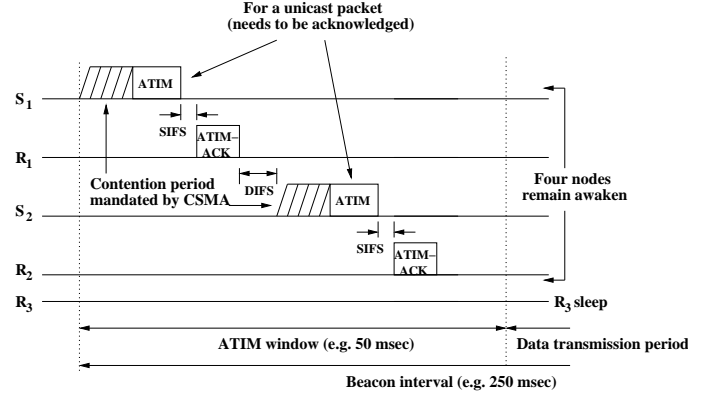 For a unicast packet
(needs to be acknowledged)
ATIM
S1
SIFS
ATIM–
ACK
R1
Contention period
mandated by CSMA
DIFS
ATIM
S2
Four nodes
remain awaken
SIFS
ATIM–
ACK
R2
R3
R3 sleep
ATIM window (e.g. 50 msec)
Data transmission period
Beacon interval (e.g. 250 msec)